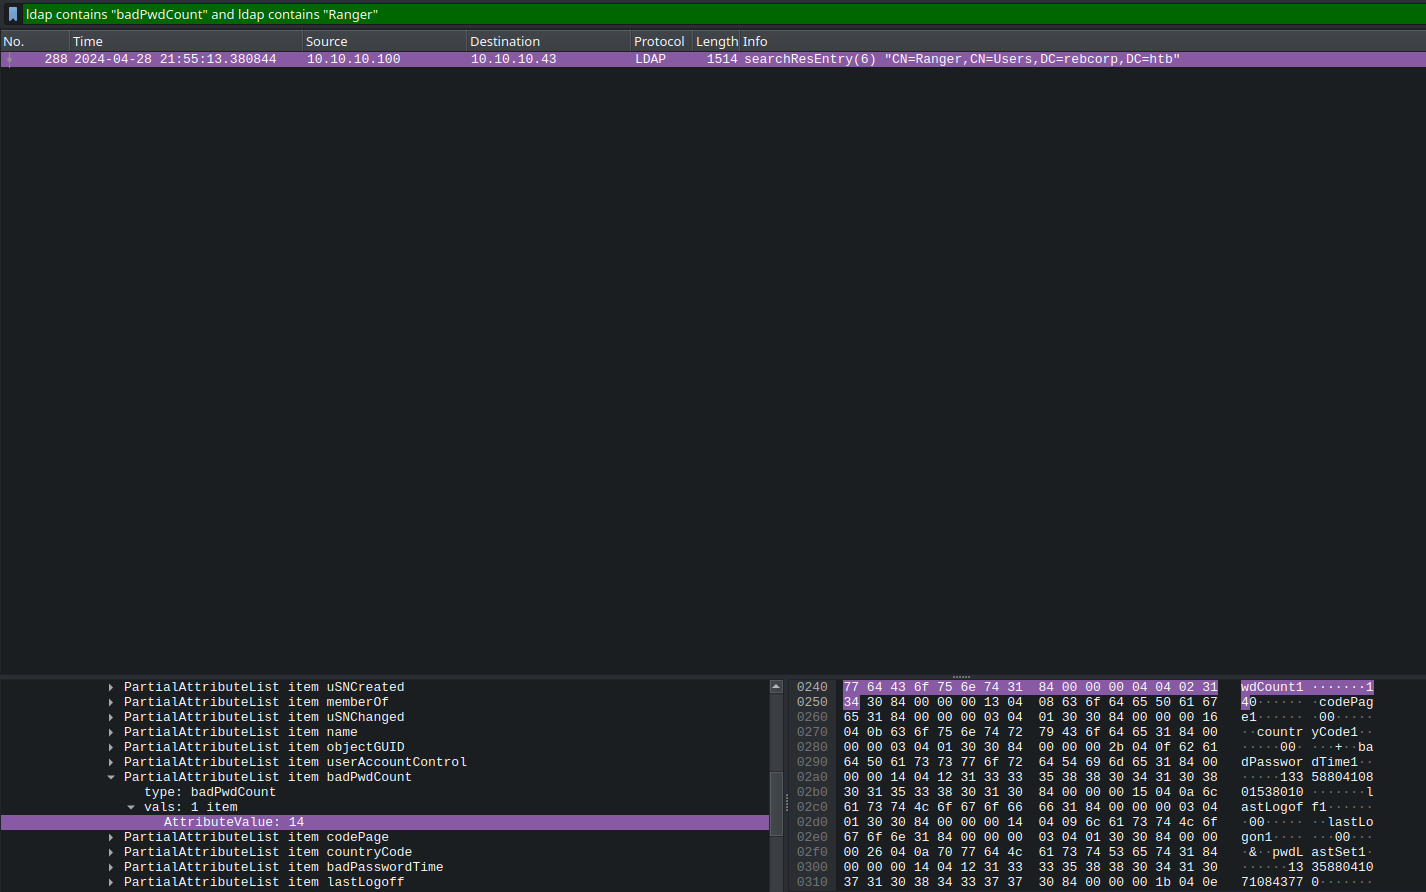 ldap contains "badPwdCount" and ldap contains "Ranger"
No. Time Source Destination Protocol Length Info
288 2024-04-28 21:55:13.380844 10.10.10.100 10.10.10.43 LDAP 1514 searchResEntry(6) "CN=Ranger,CN=Users,DC=rebcorp,DC=htb"
PartialAttributeList item uSNCreated
PartialAttributeList item memberOf
PartialAttributeList item uSNChanged
PartialAttributeList item name
PartialAttributeList item objectGUID
PartialAttributeList item userAccountControl
PartialAttributeList item badPwdCount
type: badPwdCount
vals: 1 item
AttributeValue: 14
PartialAttributeList item codePage
PartialAttributeList item countryCode
PartialAttributeList item badPasswordTime
PartialAttributeList item lastLogoff
0240 77 64 43 6f 75 6e 74 31 84 00 00 00 04 04 02 31 wdCount1 ·······1
0250 34 30 84 00 00 00 13 04 08 63 6f 64 65 50 61 67 40······ ·codePag
0260 65 31 84 00 00 00 03 04 01 30 30 84 00 00 00 16 e1······ ·00·····
0270 04 0b 63 6f 75 6e 74 72 79 43 6f 64 65 31 84 00 ··countr yCode1··
0280 00 00 03 04 01 30 30 84 00 00 00 2b 04 0f 62 61 ·····00· ···+··ba
0290 64 50 61 73 73 77 6f 72 64 54 69 6d 65 31 84 00 dPasswor dTime1··
02a0 00 00 14 04 12 31 33 33 35 38 38 30 34 31 30 38 ·····133 58804108
02b0 30 31 35 33 38 30 31 30 84 00 00 00 15 04 0a 6c 01538010 ·······l
02c0 61 73 74 4c 6f 67 6f 66 66 31 84 00 00 00 03 04 astLogof f1······
02d0 01 30 30 84 00 00 00 14 04 09 6c 61 73 74 4c 6f ·00····· ··lastLo
02e0 67 6f 6e 31 84 00 00 00 03 04 01 30 30 84 00 00 gon1···· ···00···
02f0 00 26 04 0a 70 77 64 4c 61 73 74 53 65 74 31 84 ·&··pwdL astSet1·
0300 00 00 00 14 04 12 31 33 33 35 38 38 30 34 31 30 ······13 35880410
0310 37 31 30 38 34 33 37 37 30 84 00 00 00 1b 04 0e 71084377 0·······